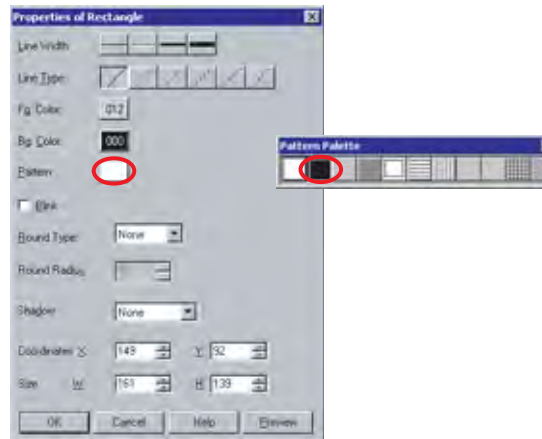 Properties of Rectangle
Line Width
Line Type:
Fg Color:
012
Bg Color:
000
Pattern
Pattern Palette
Blink
Round Type:
None
Round Radius
Shadow
None
Coordinates X: 149 Y: 92
Size W: 161 H: 139
OK Cancel Help Preview